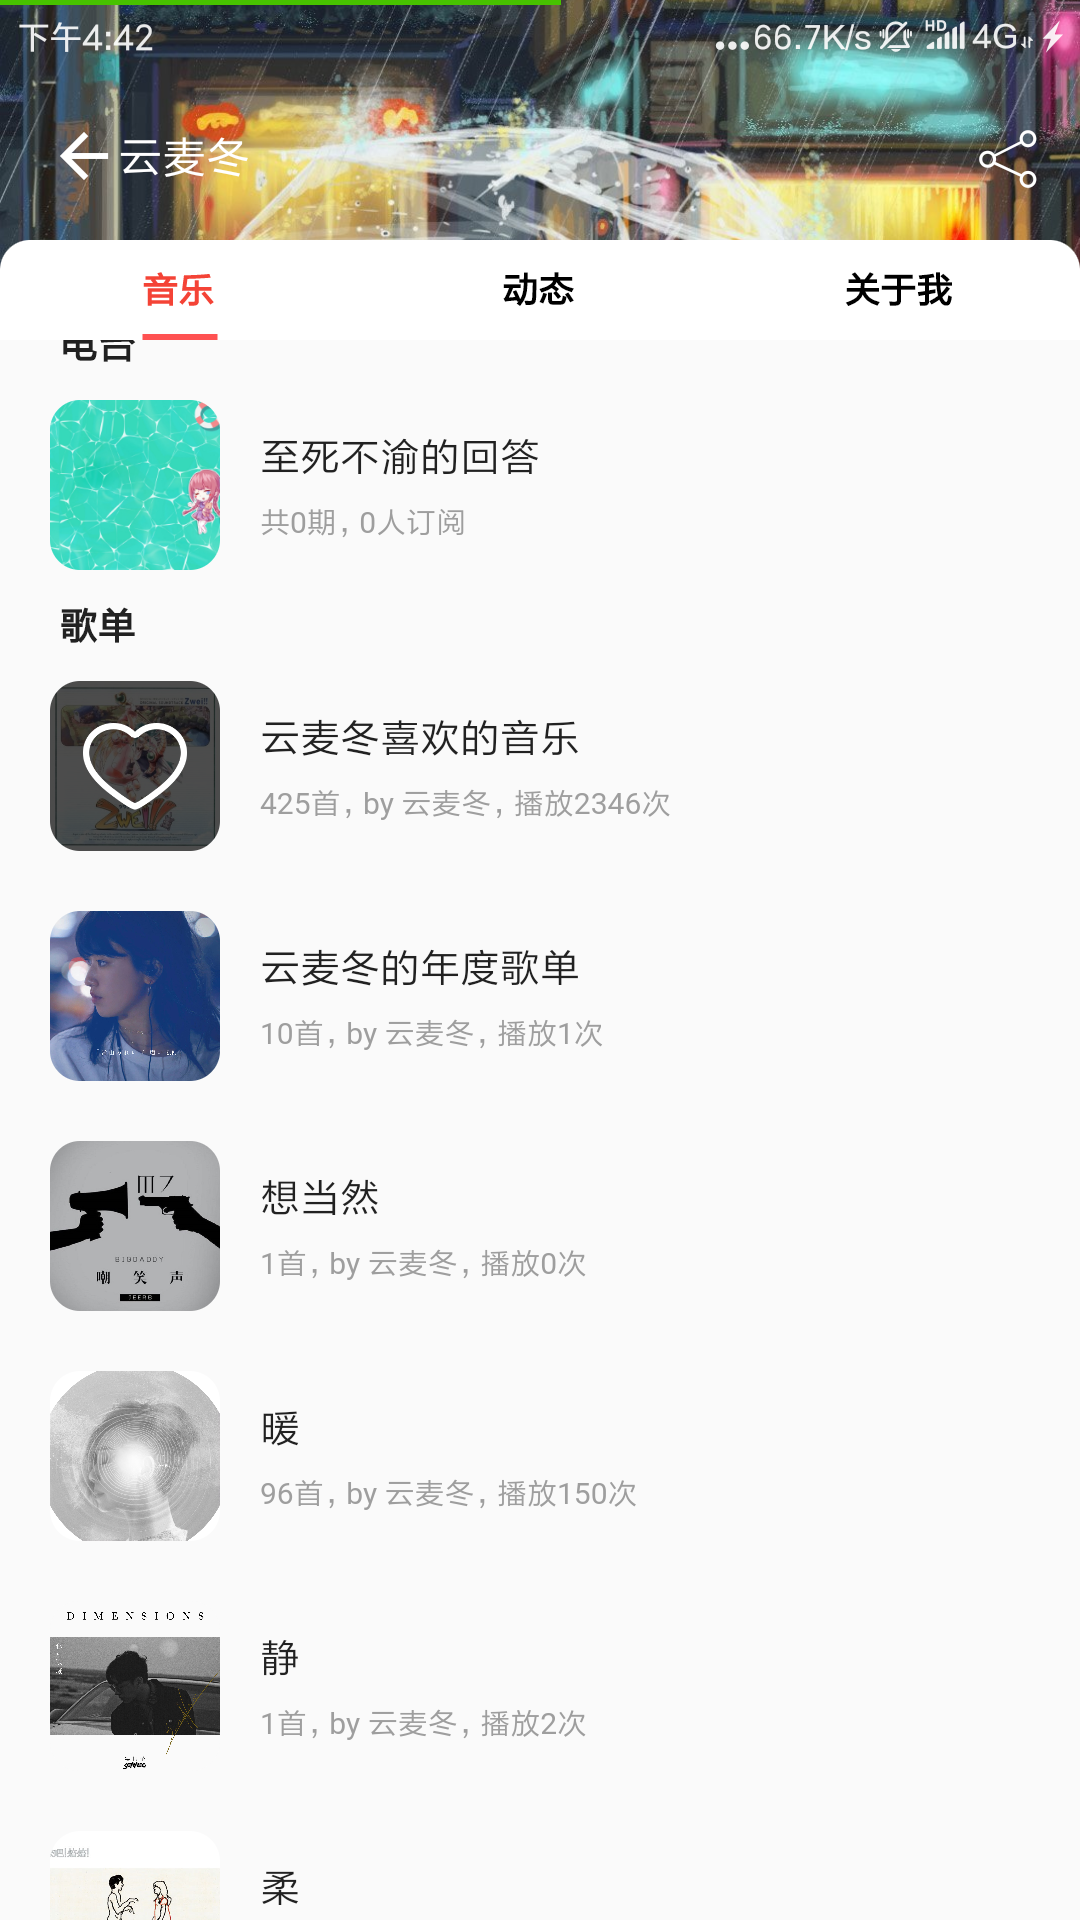 下午4:42
...66.7K/s HD 4G
云麦冬
音乐 动态 关于我
电台
至死不渝的回答
共0期, 0人订阅
歌单
Zwei!!
云麦冬喜欢的音乐
425首, by 云麦冬, 播放2346次
云麦冬的年度歌单
10首, by 云麦冬, 播放1次
BIGDADDY
嘲笑声
想当然
1首, by 云麦冬, 播放0次
暖
96首, by 云麦冬, 播放150次
DIMENSIONS
静
1首, by 云麦冬, 播放2次
柔